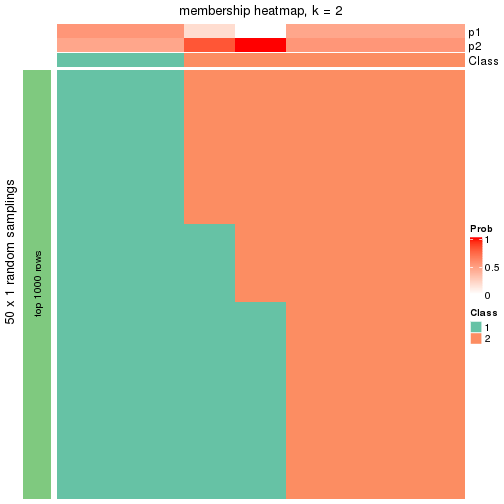 membership heatmap, k = 2
p1
p2
Class
50 x 1 random samplings
top 1000 rows
Prob
1
0.5
0
Class
1
2